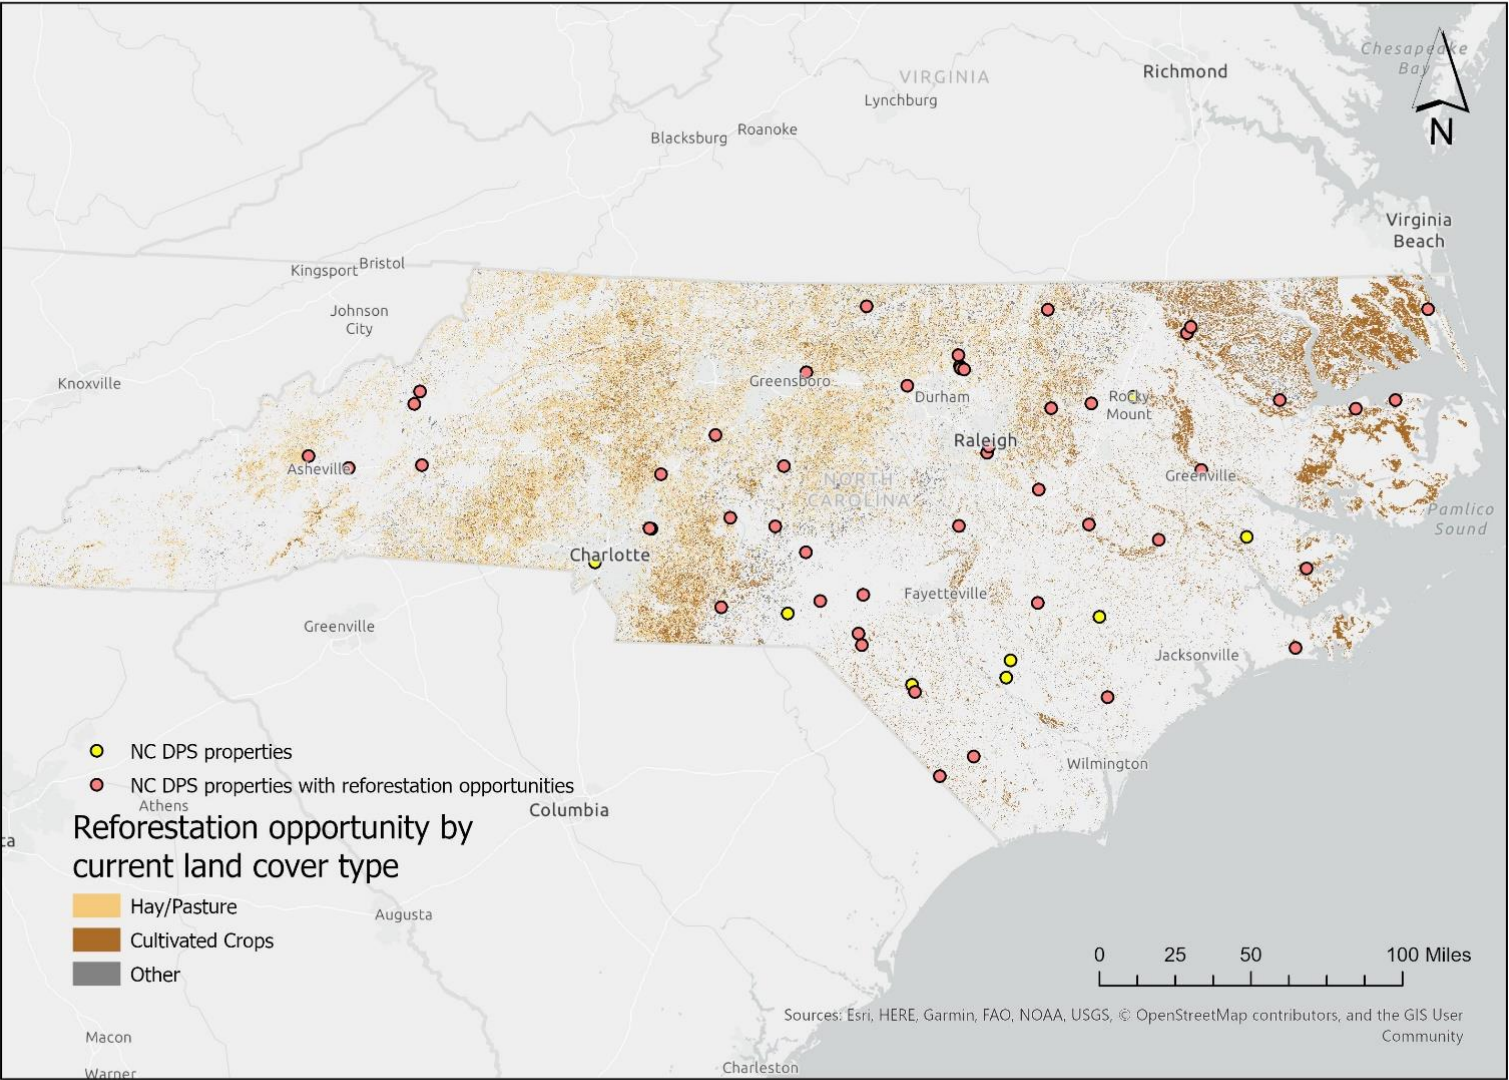 Chesapeake
Bay
N
VIRGINIA
Richmond
Lynchburg
Blacksburg
Roanoke
Virginia
Beach
Kingsport
Bristol
Johnson
City
Knoxville
Greensboro
Durham
Rocky
Mount
Raleigh
Asheville
Greenville
NORTH
CAROLINA
Pamlico
Sound
Charlotte
Fayetteville
Greenville
Jacksonville
Wilmington
NC DPS properties
NC DPS properties with reforestation opportunities
Athens
Columbia
Reforestation opportunity by
current land cover type
ta
Hay/Pasture
Augusta
Cultivated Crops
Other
0 25 50 100 Miles
Sources: Esri, HERE, Garmin, FAO, NOAA, USGS, © OpenStreetMap contributors, and the GIS User
Community
Macon
Warner
Charleston